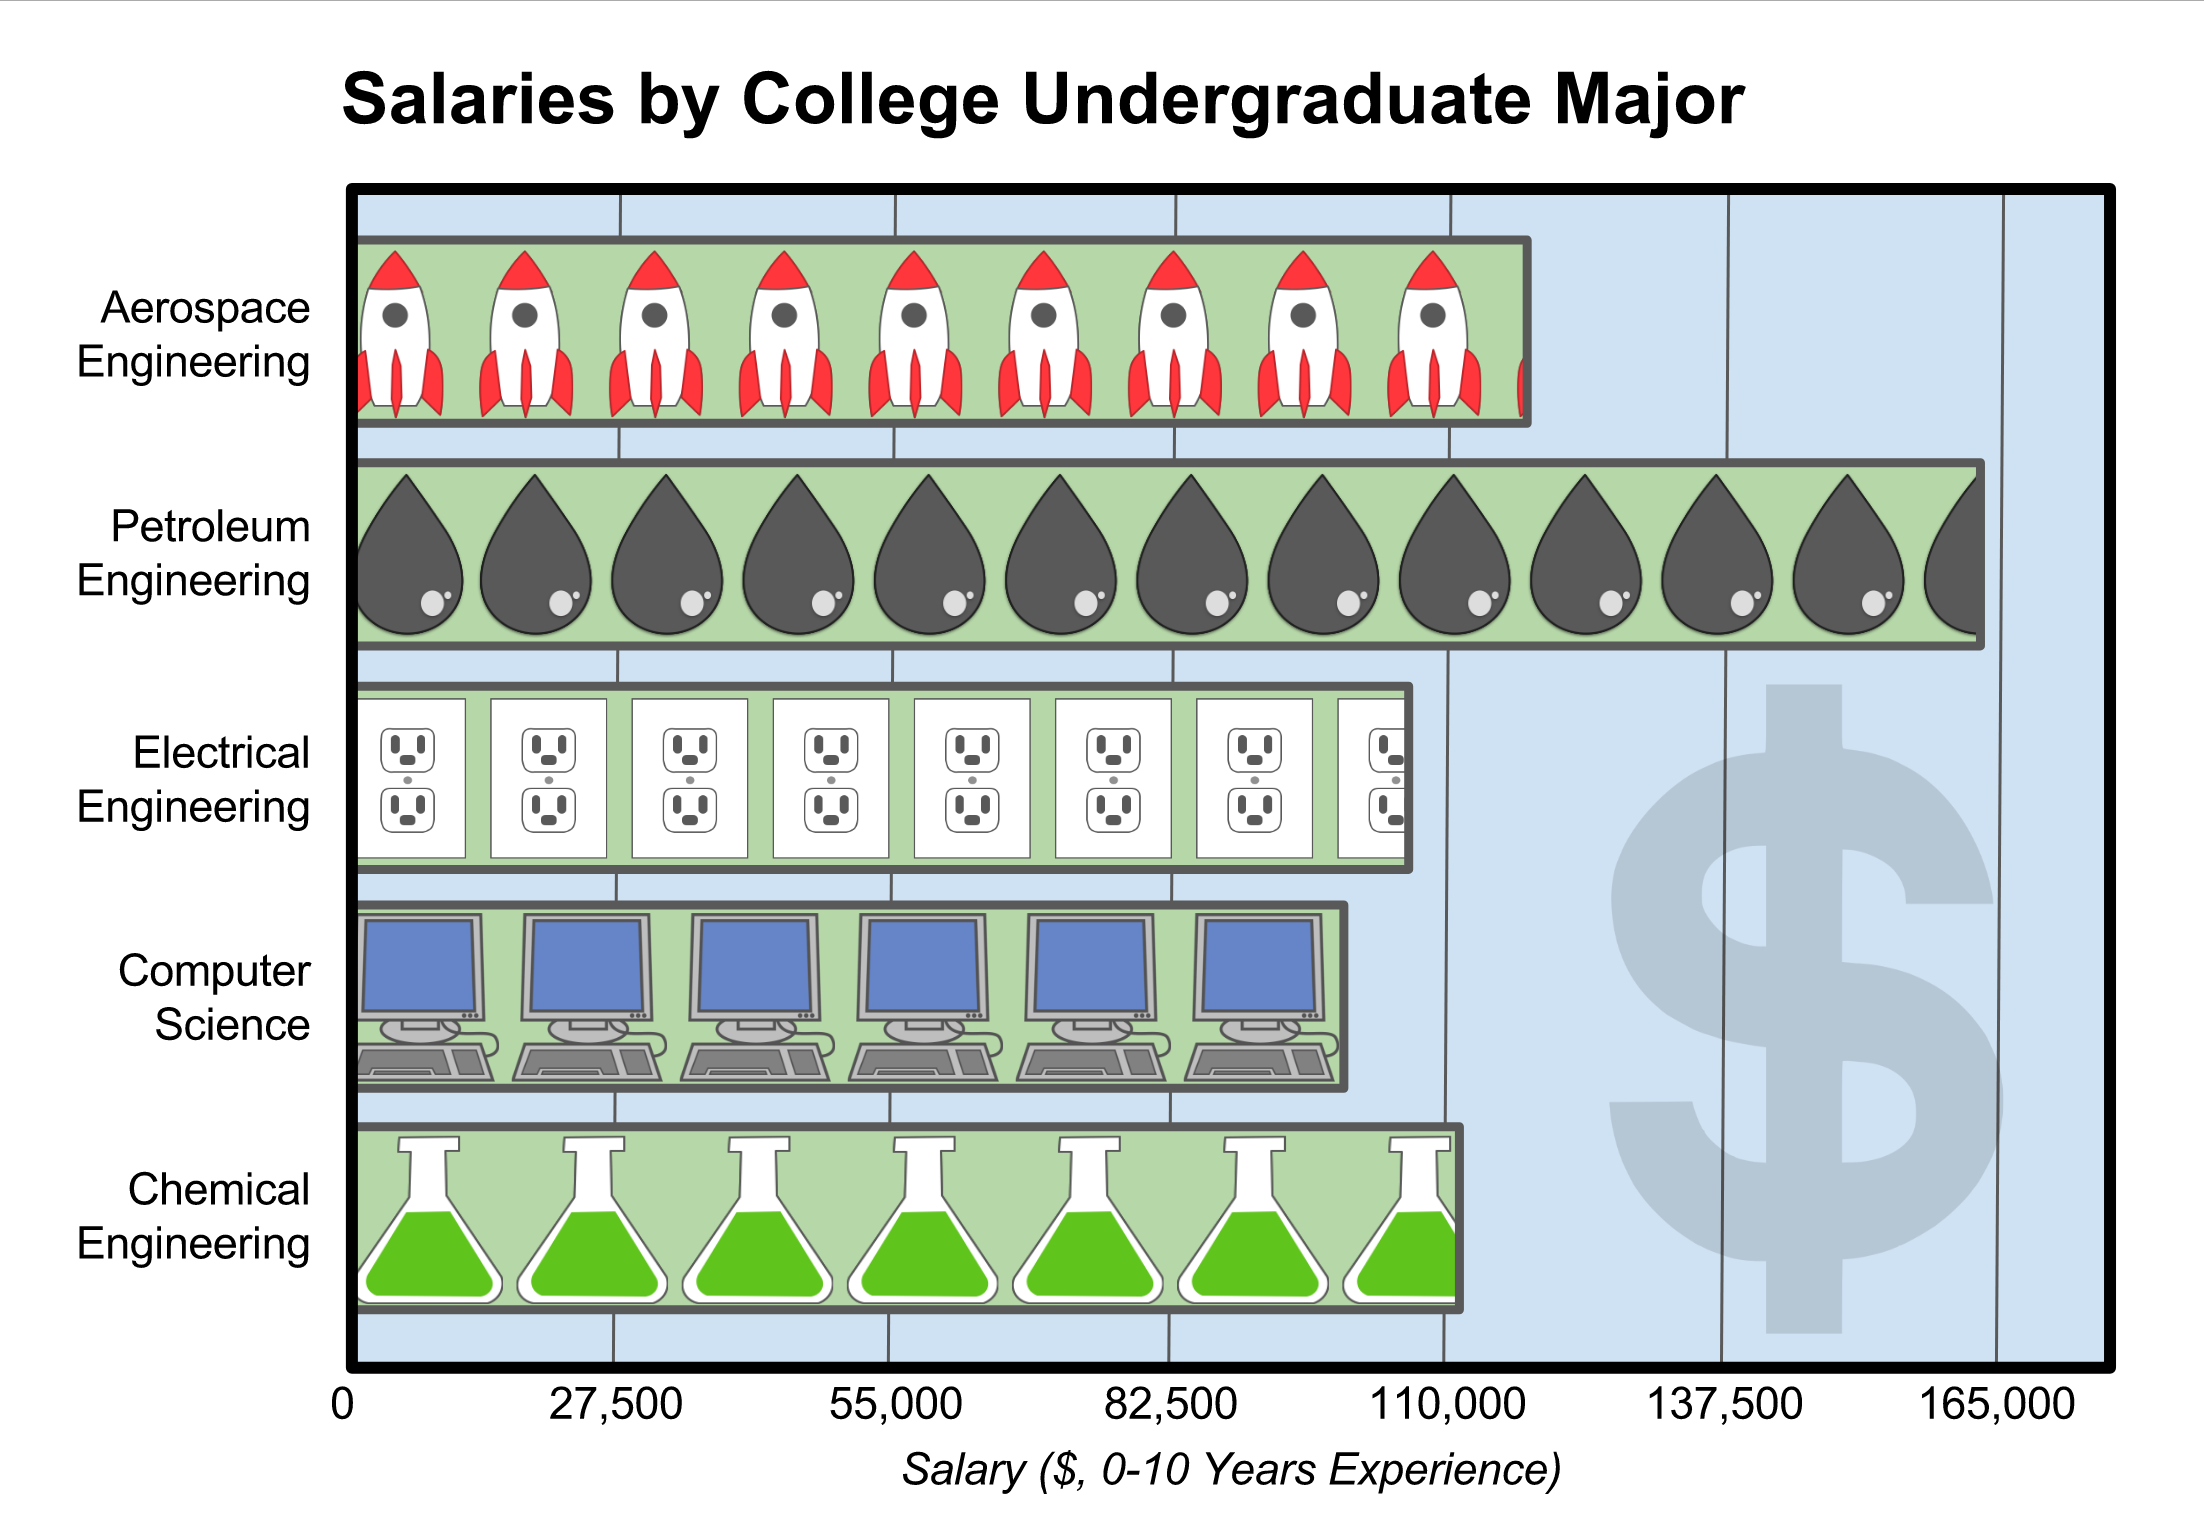 Salaries by College Undergraduate Major
Aerospace
Engineering
Petroleum
Engineering
Electrical
Engineering
Computer
Science
Chemical
Engineering
$
0 27,500 55,000 82,500 110,000 137,500 165,000
Salary ($, 0-10 Years Experience)